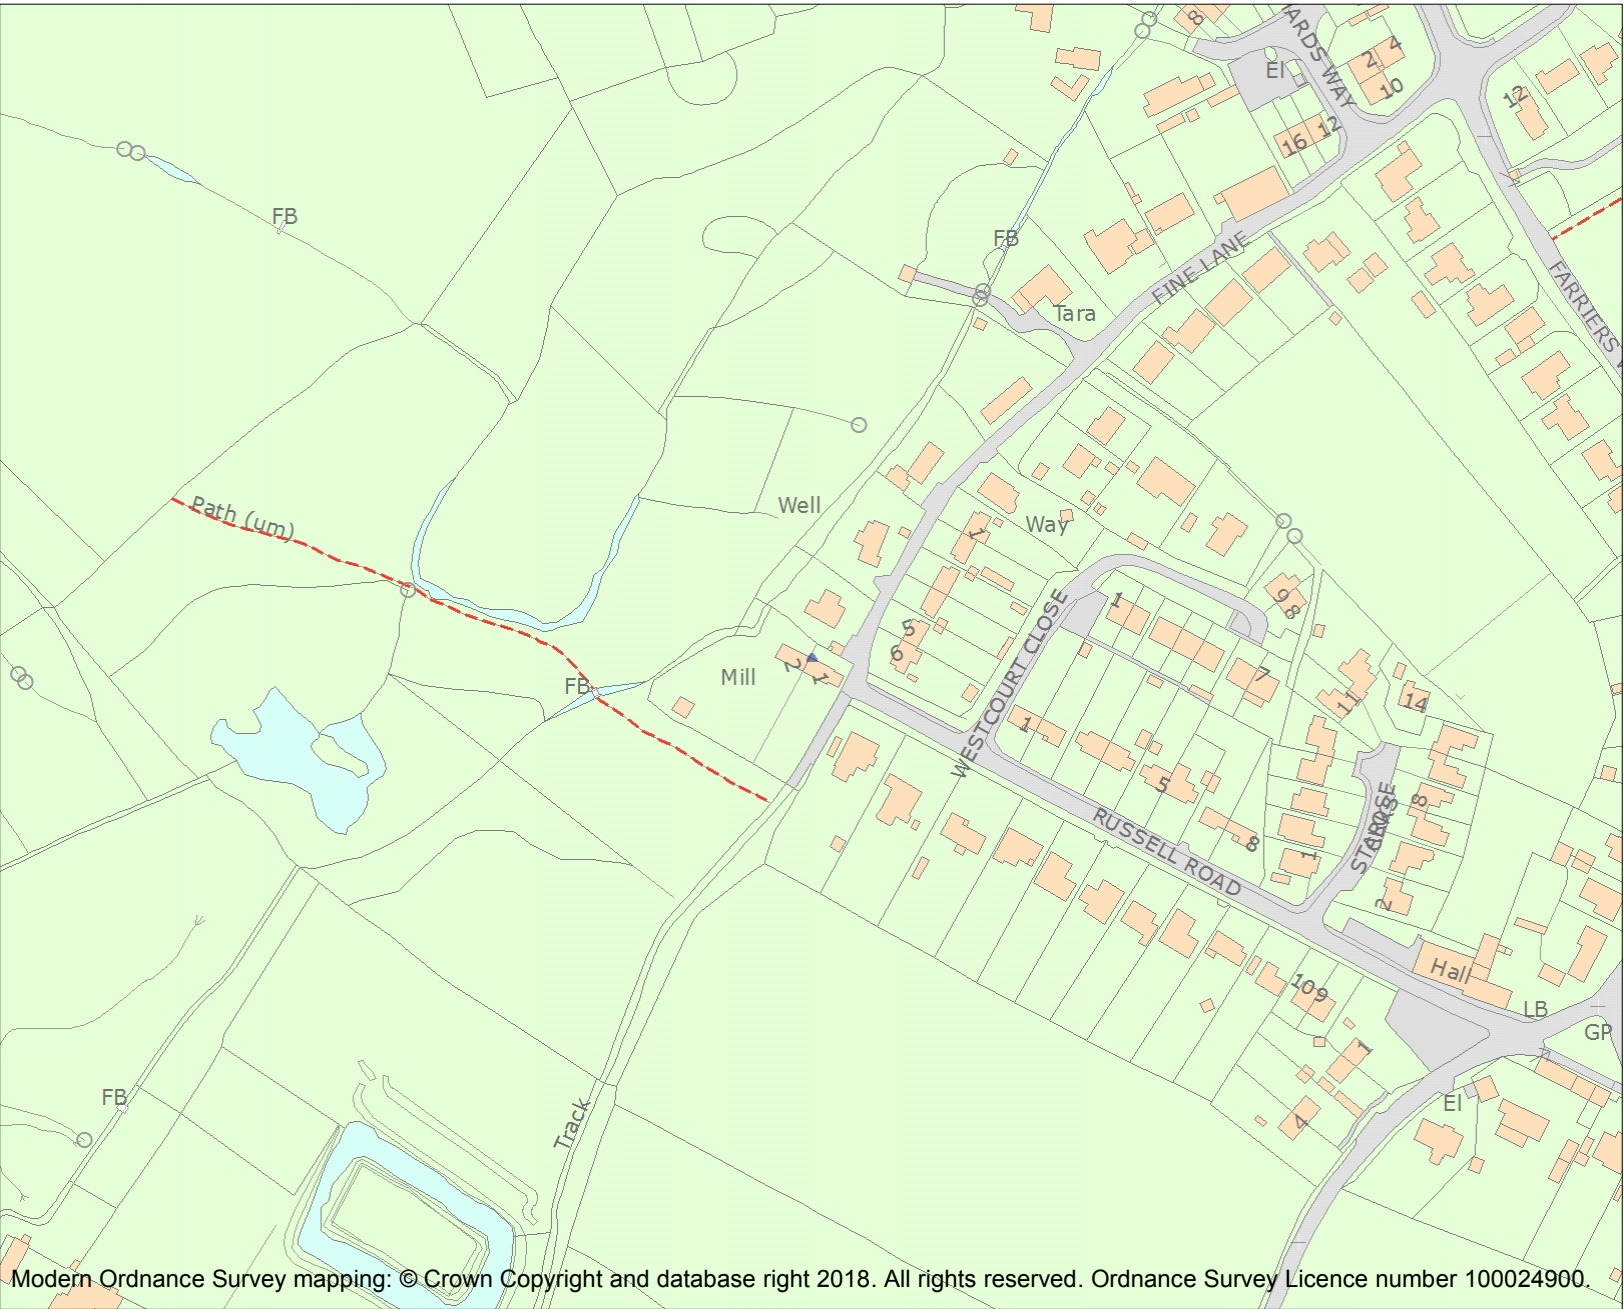 8
ARDS WAY
El
2 4
10
12
16 12
FB
FB
FINE LANE
Tara
FARRIERS
Path (um)
Well
Way
1
1
9 8
5
6
WESTCOURT CLOSE
FB
Mill
2
1
7
11
14
1
5
8
RUSSELL ROAD
8
1
2
Hall
10 9
LB
GP
1
El
4
FB
Track
Modern Ordnance Survey mapping: © Crown Copyright and database right 2018. All rights reserved. Ordnance Survey Licence number 100024900.